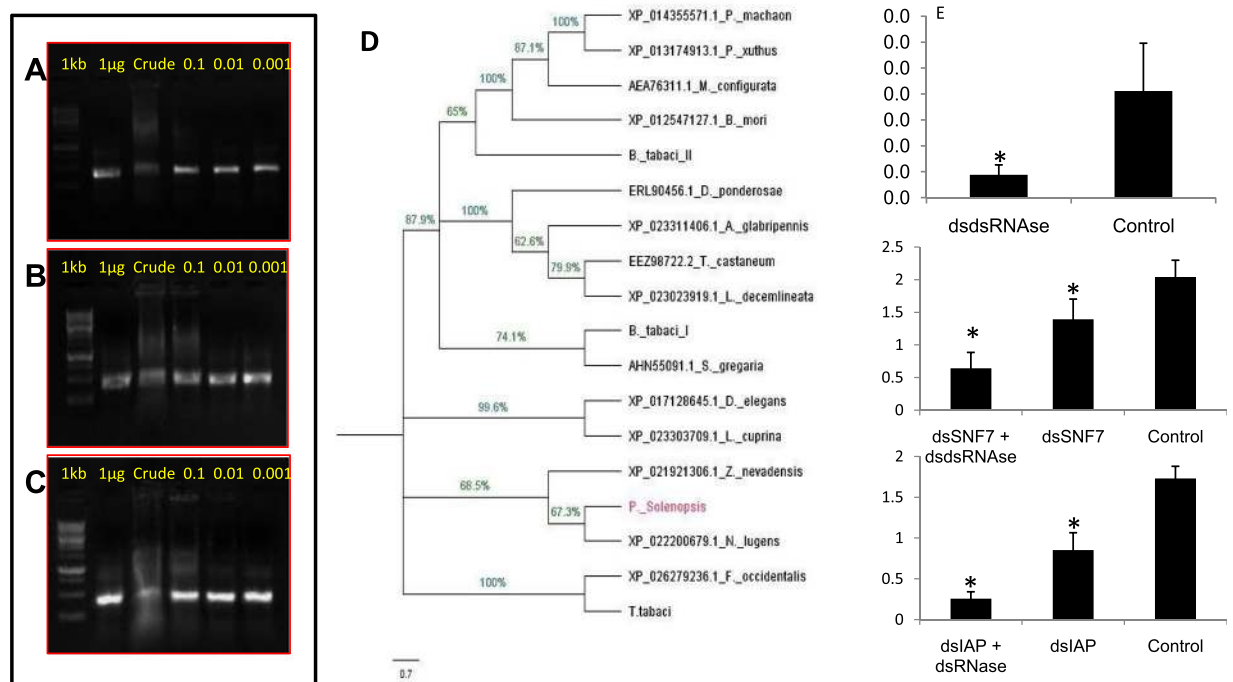 A
1kb 1µg Crude 0.1 0.01 0.001
B
1kb 1µg Crude 0.1 0.01 0.001
C
1kb 1µg Crude 0.1 0.01 0.001
D
100%
87.1%
100%
65%
87.9%
100%
62.6%
79.9%
74.1%
99.6%
68.5%
67.3%
100%
XP_014355571.1_P._machaon
XP_013174913.1_P._xuthus
AEA76311.1_M._configurata
XP_012547127.1_B._mori
B._tabaci_II
ERL90456.1_D._ponderosae
XP_023311406.1_A._glabripennis
EEZ98722.2_T._castaneum
XP_023023919.1_L._decemlineata
B._tabaci_I
AHN55091.1_S._gregaria
XP_017128645.1_D._elegans
XP_023303709.1_L._cuprina
XP_021921306.1_Z._nevadensis
P._Solenopsis
XP_022200679.1_N._lugens
XP_026279236.1_F._occidentalis
T.tabaci
0.7
E
0.0
0.0
0.0
0.0
0.0
0.0
0.0
0.0
*
dsdsRNAse Control
2.5
2
1.5
1
0.5
0
*
*
dsSNF7 +
dsdsRNAse
dsSNF7
Control
2
1.5
1
0.5
0
*
*
dsIAP +
dsRNase
dsIAP
Control